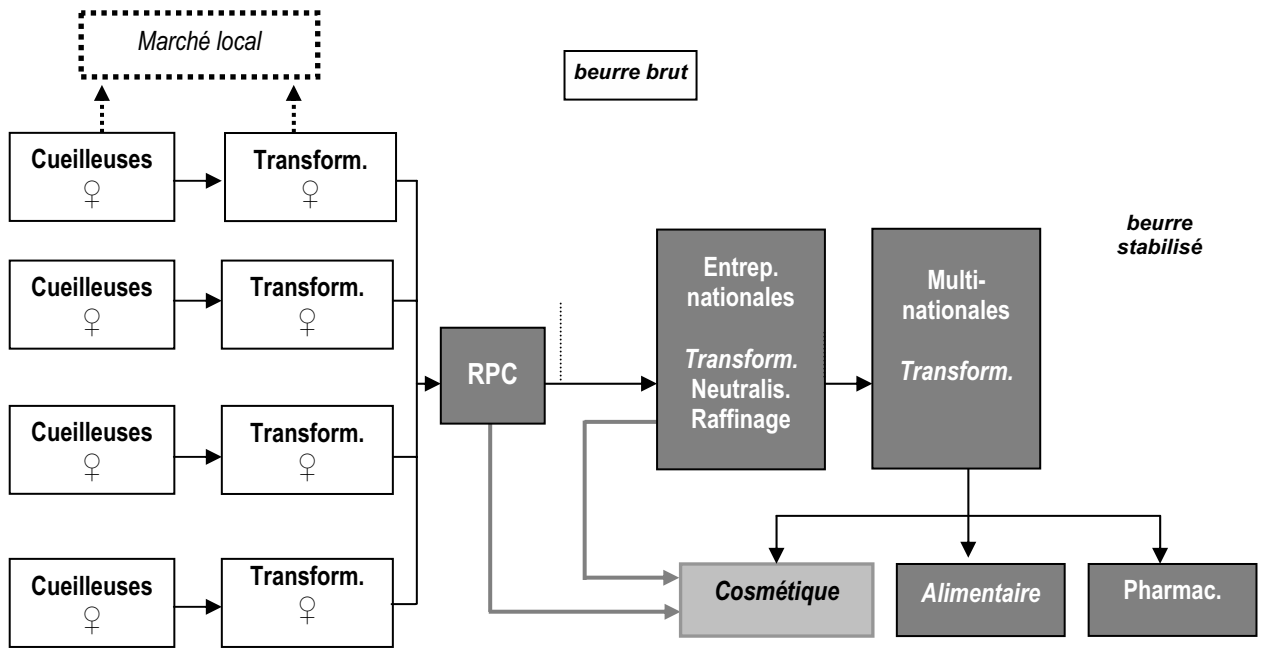 Marché local
beurre brut
Cueilleuses
♀
Transform.
♀
Cueilleuses
♀
Transform.
♀
Cueilleuses
♀
Transform.
♀
Cueilleuses
♀
Transform.
♀
RPC
Entrep.
nationales
Transform.
Neutralis.
Raffinage
Multi-
nationales
Transform.
beurre
stabilisé
Cosmétique
Alimentaire
Pharmac.